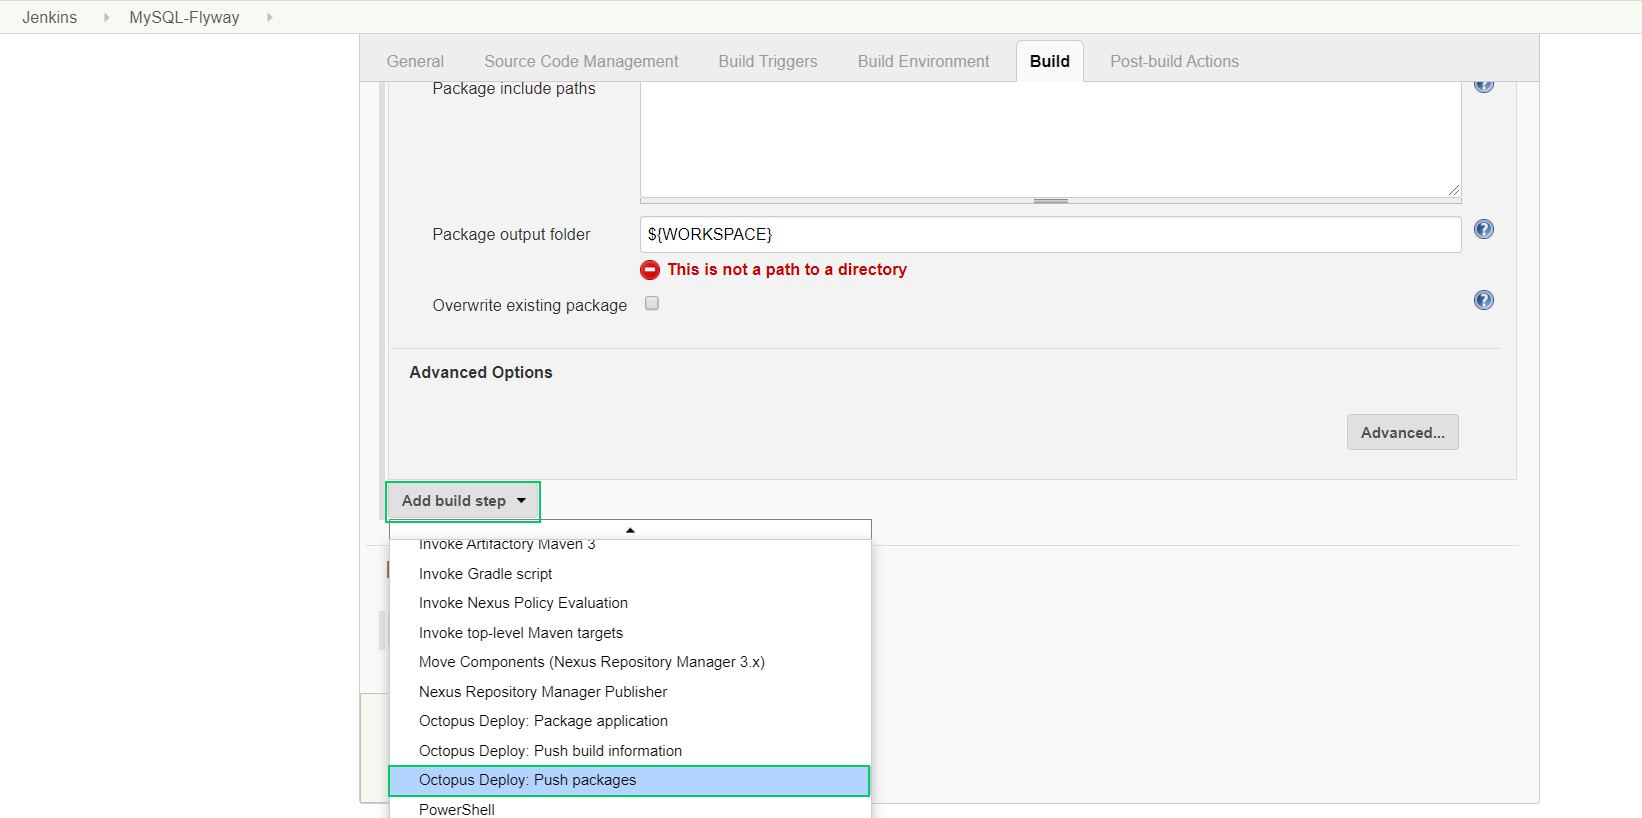 Jenkins MySQL-Flyway
General Source Code Management Build Triggers Build Environment Build Post-build Actions
Package include paths
Package output folder ${WORKSPACE}
This is not a path to a directory
Overwrite existing package
Advanced Options
Advanced...
Add build step
Invoke Artifactory Maven 3
Invoke Gradle script
Invoke Nexus Policy Evaluation
Invoke top-level Maven targets
Move Components (Nexus Repository Manager 3.x)
Nexus Repository Manager Publisher
Octopus Deploy: Package application
Octopus Deploy: Push build information
Octopus Deploy: Push packages
PowerShell